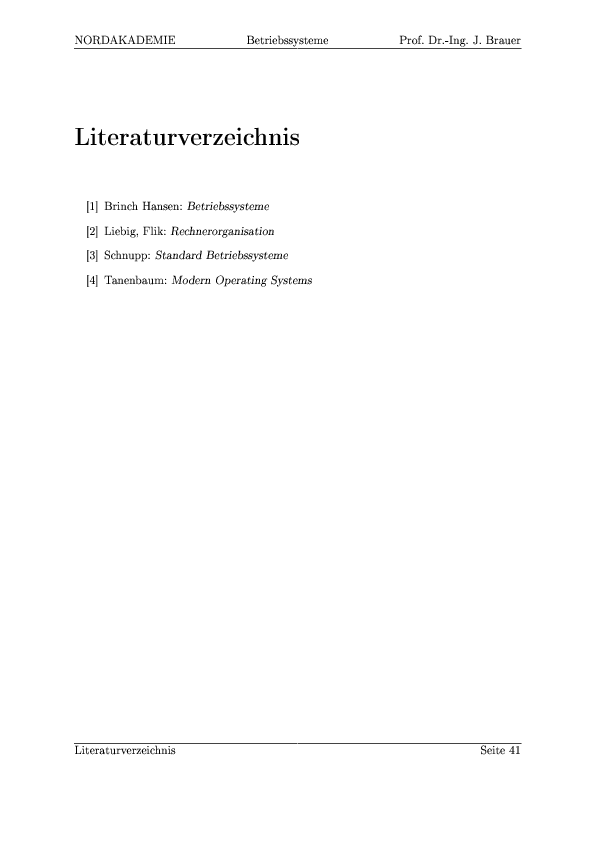 NORDAKADEMIE Betriebssysteme Prof. Dr.-Ing. J. Brauer
Literaturverzeichnis
[1] Brinch Hansen: Betriebssysteme
[2] Liebig, Flik: Rechnerorganisation
[3] Schnupp: Standard Betriebssysteme
[4] Tanenbaum: Modern Operating Systems
Literaturverzeichnis Seite 41